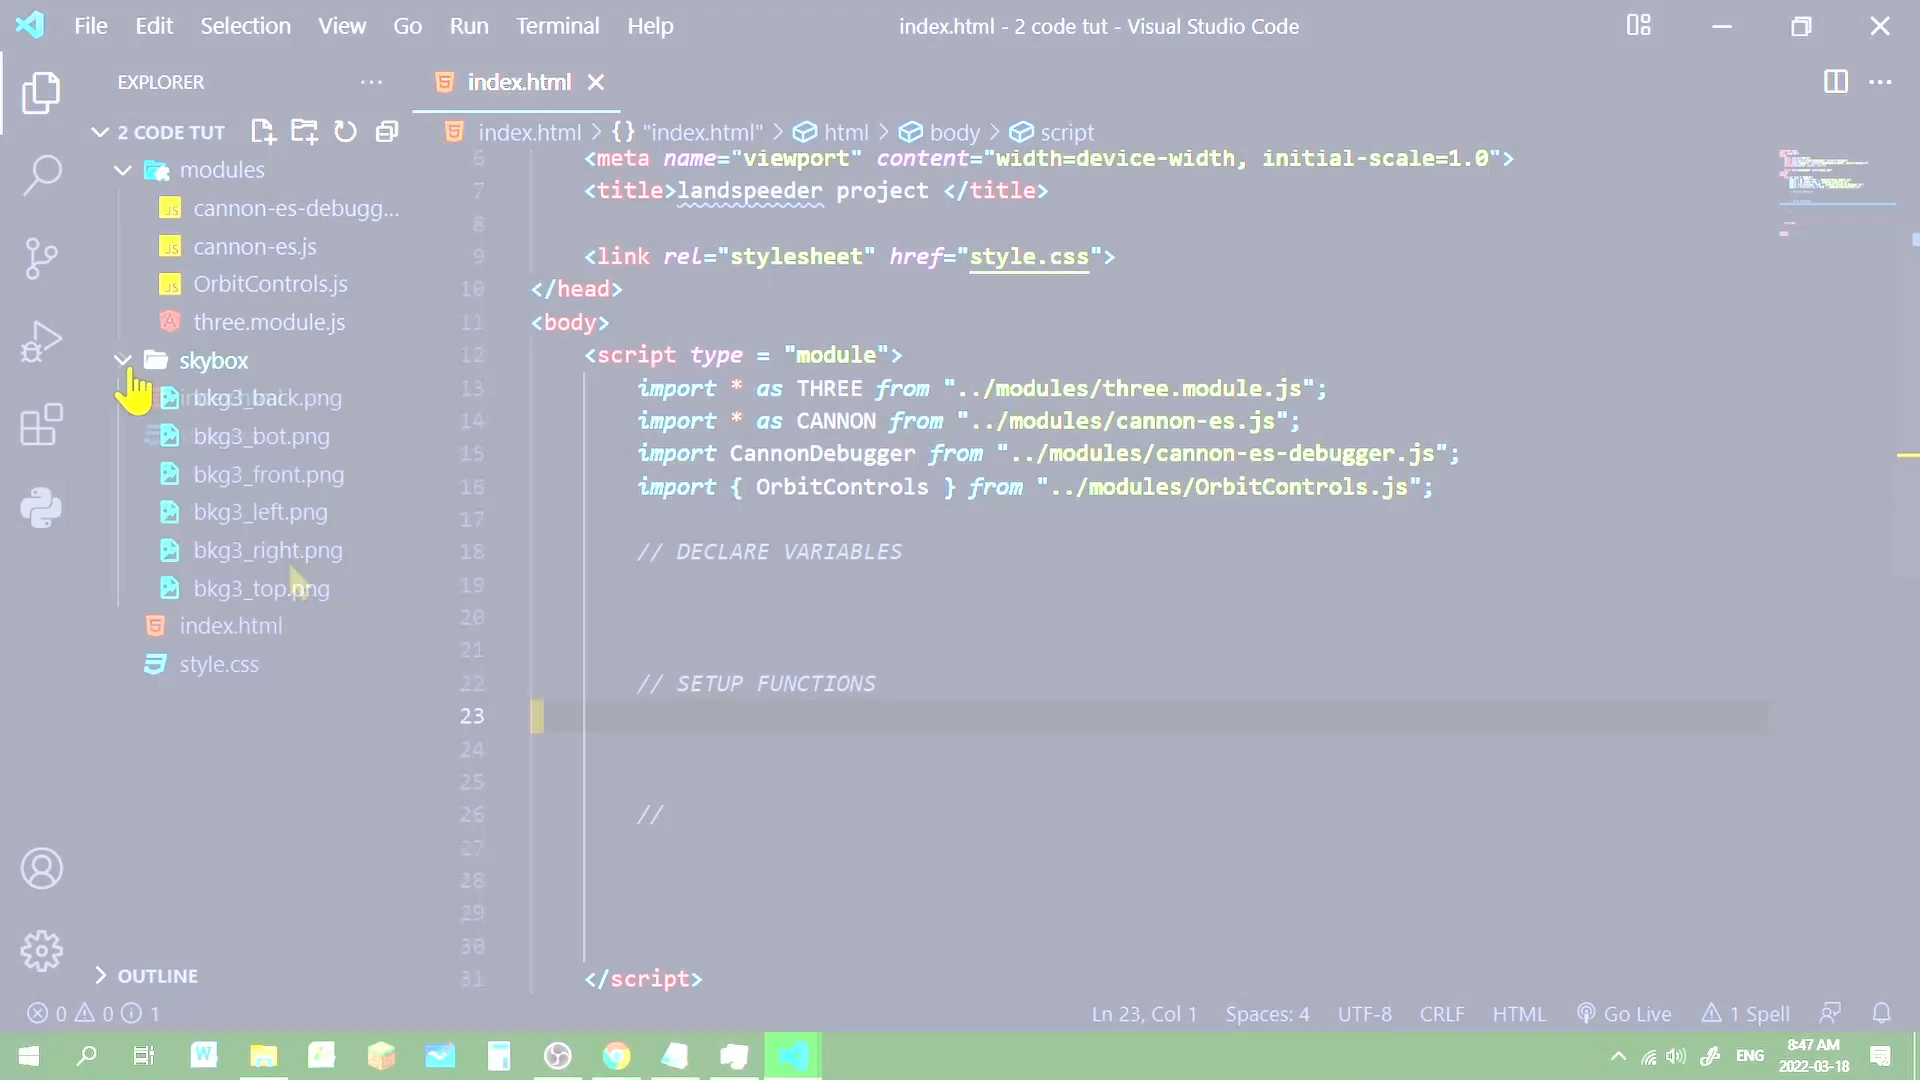 File Edit Selection View Go Run Terminal Help
index.html - 2 code tut - Visual Studio Code
EXPLORER
index.html
2 CODE TUT
index.html > {} "index.html" > html > body > script
modules
cannon-es-debugg...
cannon-es.js
OrbitControls.js
three.module.js
skybox
bkg3_back.png
bkg3_bot.png
bkg3_front.png
bkg3_left.png
bkg3_right.png
bkg3_top.png
index.html
style.css
OUTLINE
6 <meta name="viewport" content="width=device-width, initial-scale=1.0">
7 <title>landspeeder project </title>
8
9 <link rel="stylesheet" href="style.css">
10 </head>
11 <body>
12 <script type = "module">
13 import * as THREE from "../modules/three.module.js";
14 import * as CANNON from "../modules/cannon-es.js";
15 import CannonDebugger from "../modules/cannon-es-debugger.js";
16 import { OrbitControls } from "../modules/OrbitControls.js";
17
18 // DECLARE VARIABLES
19
20
21
22 // SETUP FUNCTIONS
23
24
25
26 //
27
28
29
30
31 </script>
0 0 1
Ln 23, Col 1 Spaces: 4 UTF-8 CRLF HTML Go Live 1 Spell
ENG
8:47 AM
2022-03-18